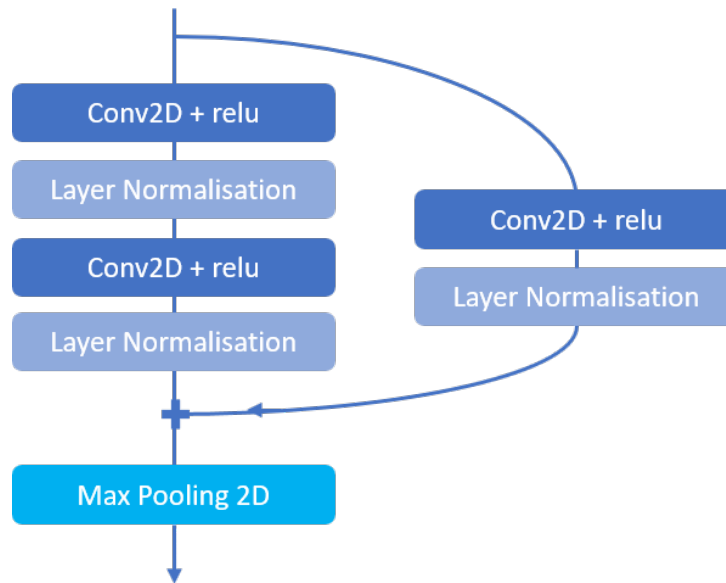 Conv2D + relu
Layer Normalisation
Conv2D + relu
Layer Normalisation
Conv2D + relu
Layer Normalisation
Max Pooling 2D